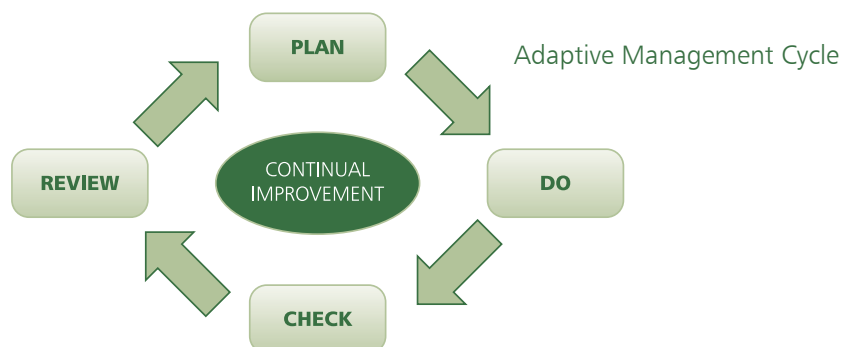 PLAN
Adaptive Management Cycle
REVIEW
CONTINUAL
IMPROVEMENT
DO
CHECK